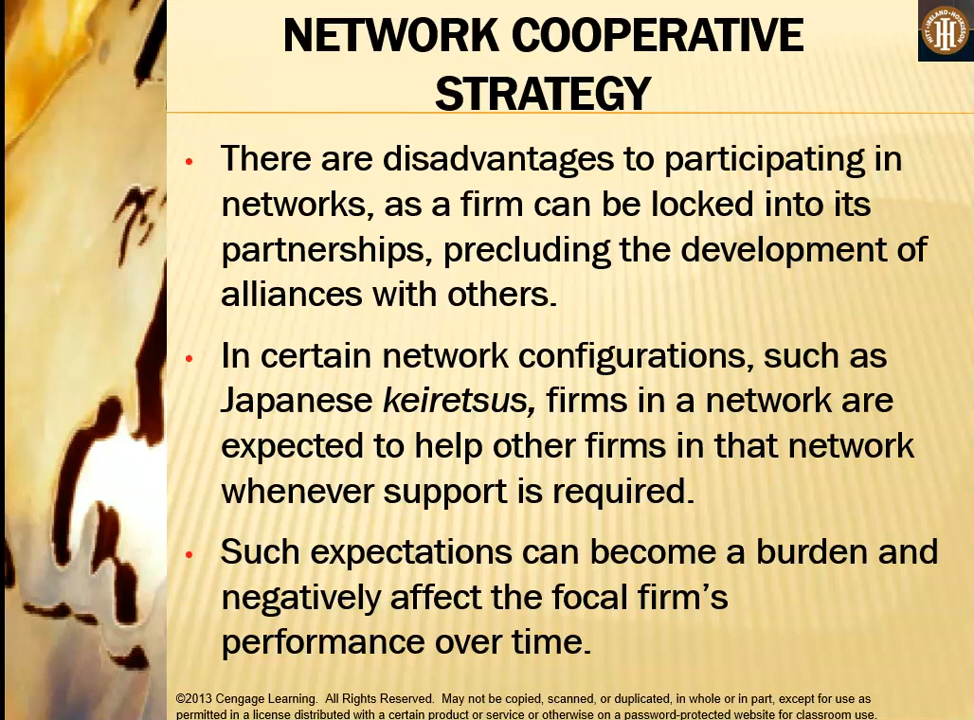 NETWORK COOPERATIVE
STRATEGY
HITT•IRELAND•HOSKISSON
• There are disadvantages to participating in
networks, as a firm can be locked into its
partnerships, precluding the development of
alliances with others.
• In certain network configurations, such as
Japanese keiretsus, firms in a network are
expected to help other firms in that network
whenever support is required.
• Such expectations can become a burden and
negatively affect the focal firm’s
performance over time.
©2013 Cengage Learning. All Rights Reserved. May not be copied, scanned, or duplicated, in whole or in part, except for use as
permitted in a license distributed with a certain product or service or otherwise on a password-protected website for classroom use.